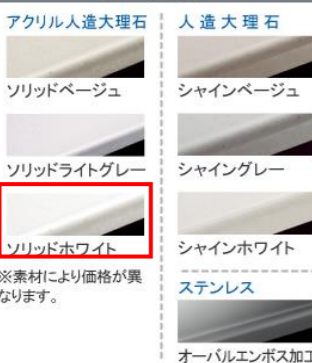 アクリル人造大理石
ソリッドベージュ
ソリッドライトグレー
ソリッドホワイト
※素材により価格が異
なります。
人造大理石
シャインベージュ
シャイングレー
シャインホワイト
ステンレス
オーバルエンボス加工